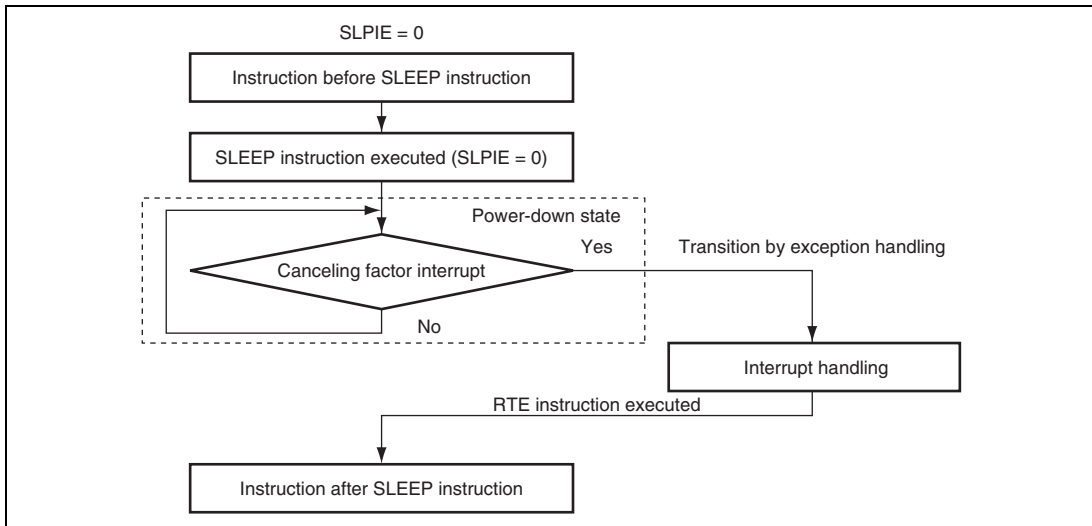 SLPIE = 0
Instruction before SLEEP instruction
SLEEP instruction executed (SLPIE = 0)
Power-down state
Yes
Transition by exception handling
Canceling factor interrupt
No
Interrupt handling
RTE instruction executed
Instruction after SLEEP instruction